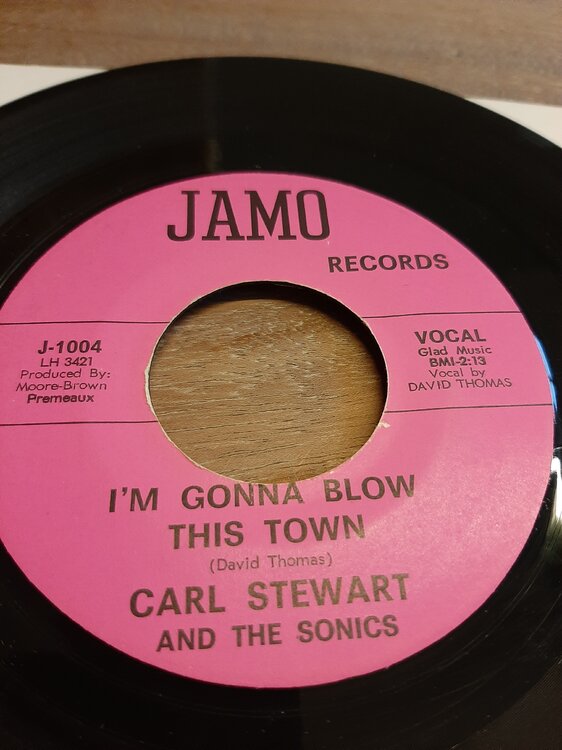 JAMO
RECORDS
J-1004
LH 3421
Produced By:
Moore-Brown
Premeaux
VOCAL
Glad Music
BMI-2:13
Vocal by
DAVID THOMAS
I'M GONNA BLOW
THIS TOWN
(David Thomas)
CARL STEWART
AND THE SONICS